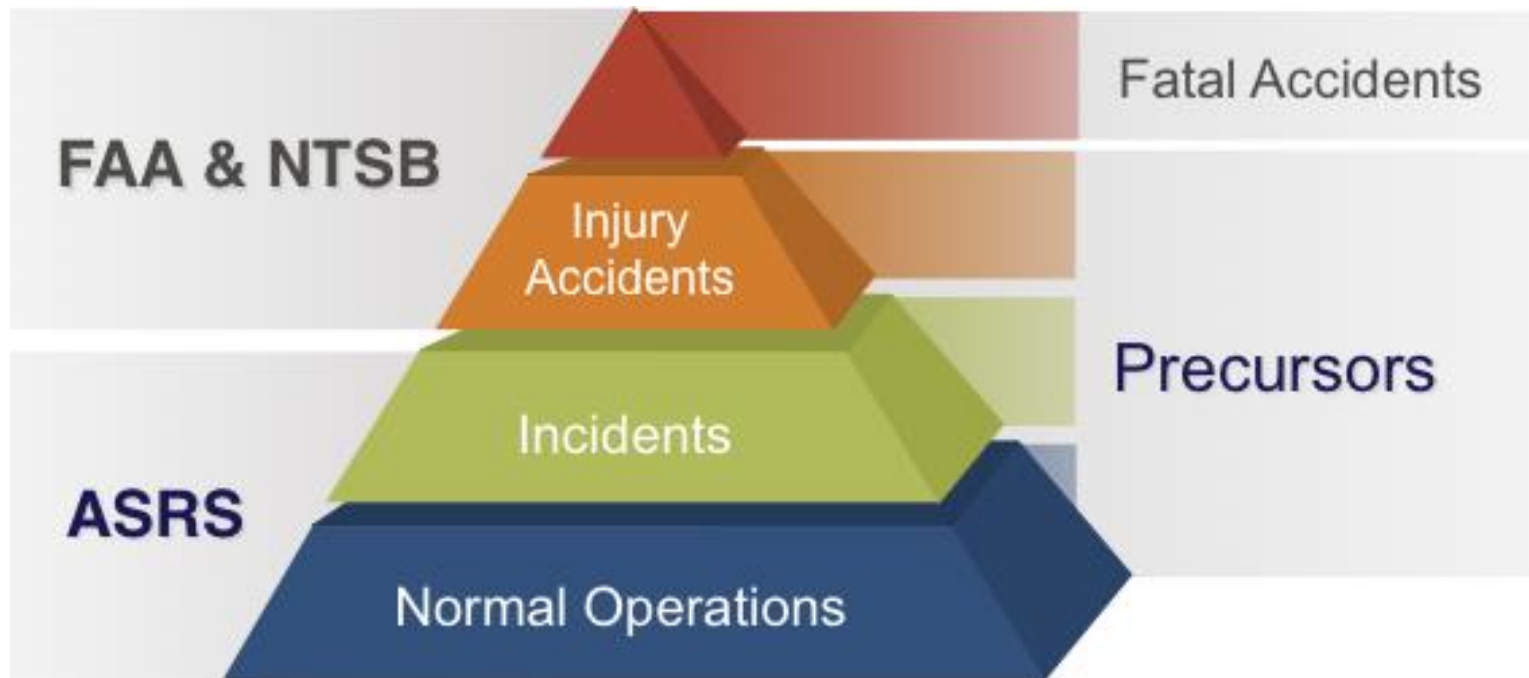 Fatal Accidents
FAA & NTSB
Injury
Accidents
Precursors
Incidents
ASRS
Normal Operations